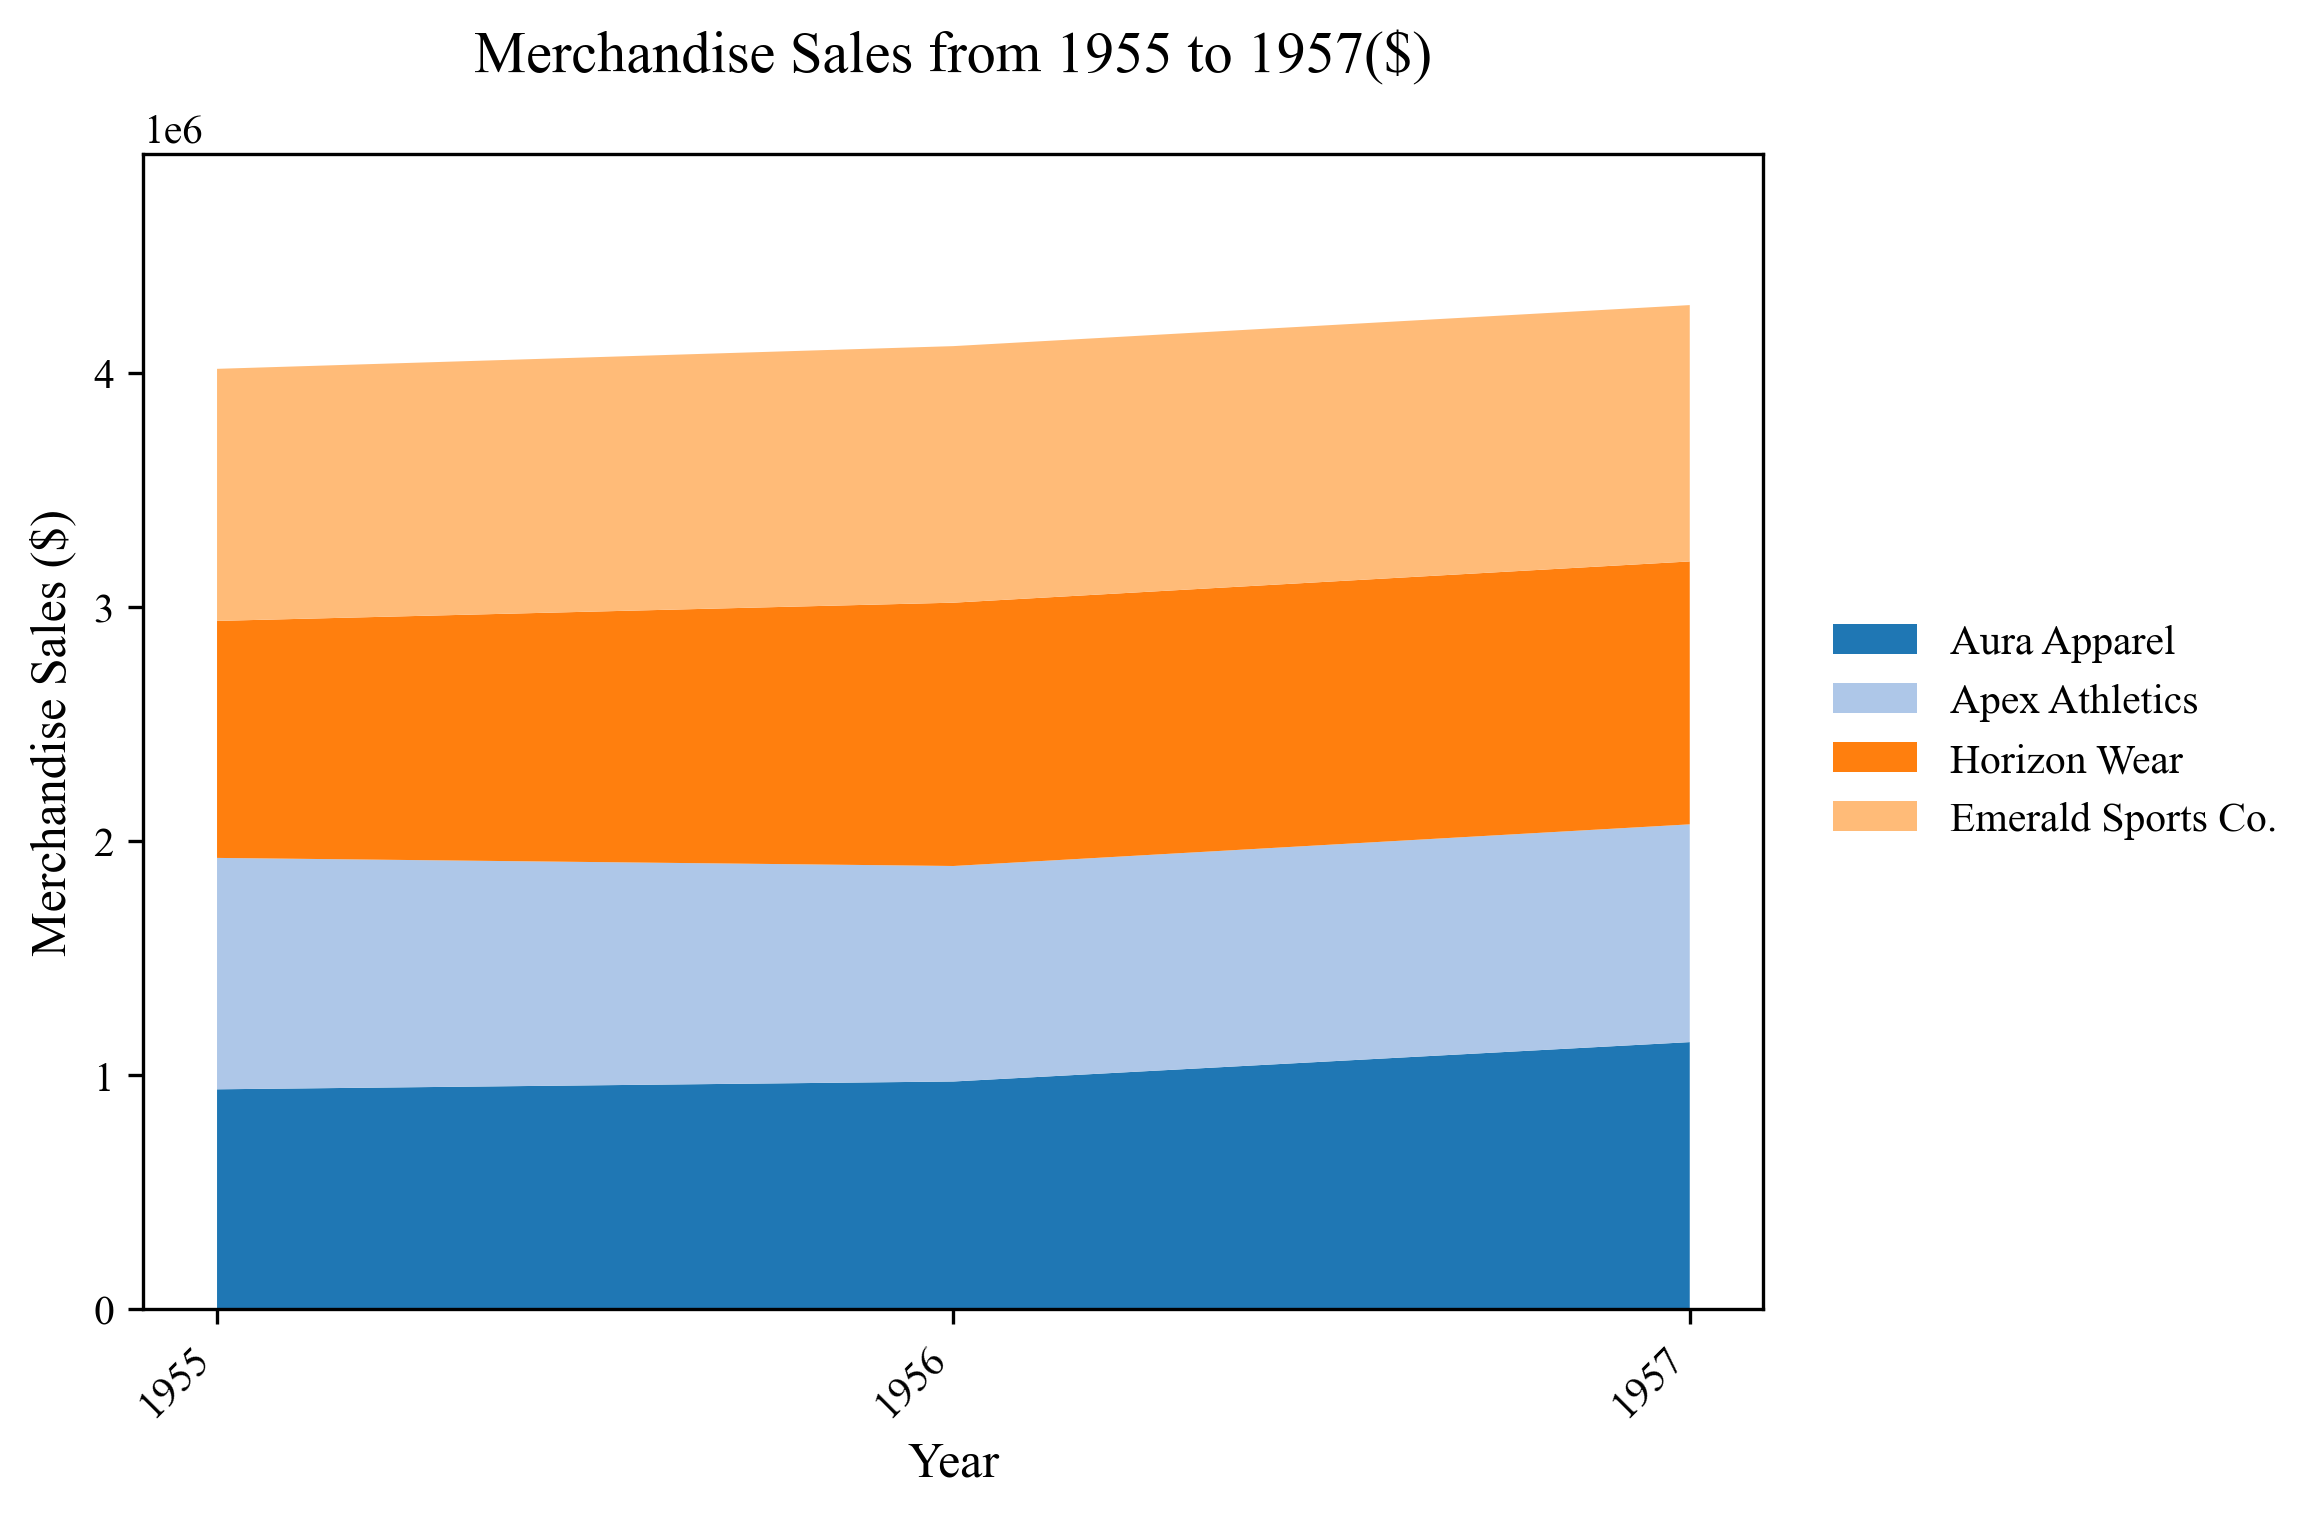 Merchandise Sales from 1955 to 1957($)
1e6
4
3
2
1
0
Merchandise Sales ($)
1955
1956
1957
Year
Aura Apparel
Apex Athletics
Horizon Wear
Emerald Sports Co.